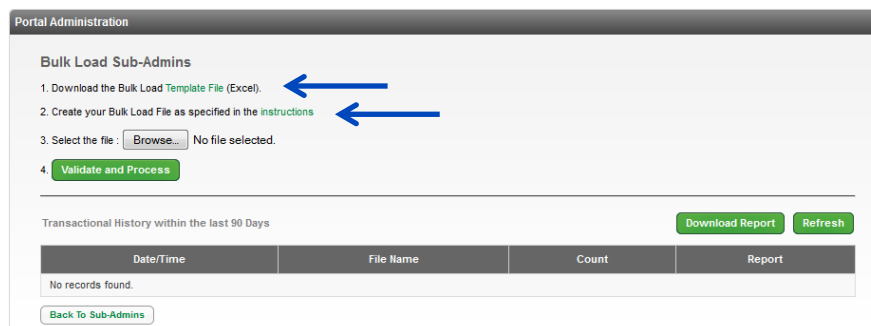 Portal Administration
Bulk Load Sub-Admins
1. Download the Bulk Load Template File (Excel).
2. Create your Bulk Load File as specified in the instructions
3. Select the file : Browse... No file selected.
4. Validate and Process
Transactional History within the last 90 Days Download Report Refresh
Date/Time File Name Count Report
No records found.
Back To Sub-Admins